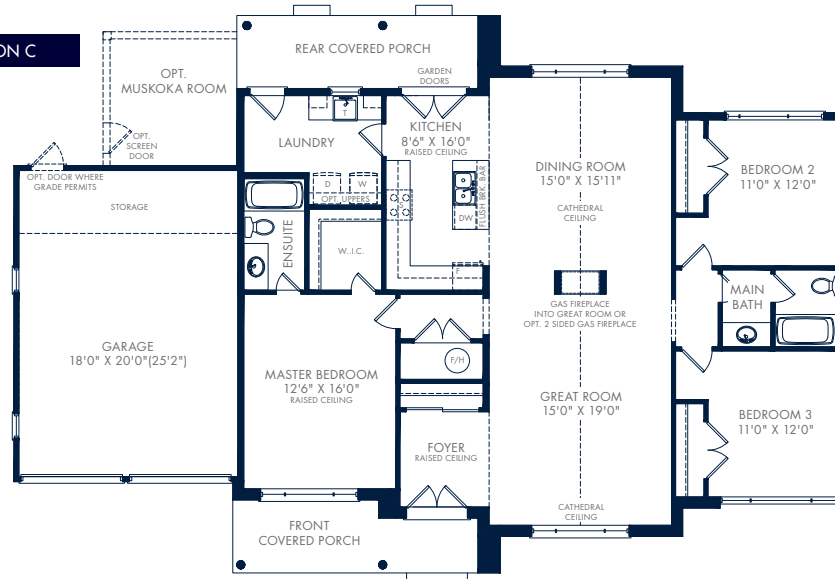 ON C
REAR COVERED PORCH
OPT.
MUSKOKA ROOM
GARDEN
DOORS
OPT.
SCREEN
DOOR
T
LAUNDRY
KITCHEN
8'6" X 16'0"
RAISED CEILING
OPT. DOOR WHERE
GRADE PERMITS
STORAGE
D
W
OPT. UPPERS
DW
FLUSH BRK. BAR
DINING ROOM
15'0" X 15'11"
CATHEDRAL
CEILING
BEDROOM 2
11'0" X 12'0"
ENSUITE
W.I.C.
F
MAIN
BATH
GAS FIREPLACE
INTO GREAT ROOM OR
OPT. 2 SIDED GAS FIREPLACE
GARAGE
18'0" X 20'0"(25'2")
F/H
MASTER BEDROOM
12'6" X 16'0"
RAISED CEILING
GREAT ROOM
15'0" X 19'0"
BEDROOM 3
11'0" X 12'0"
FOYER
RAISED CEILING
CATHEDRAL
CEILING
FRONT
COVERED PORCH